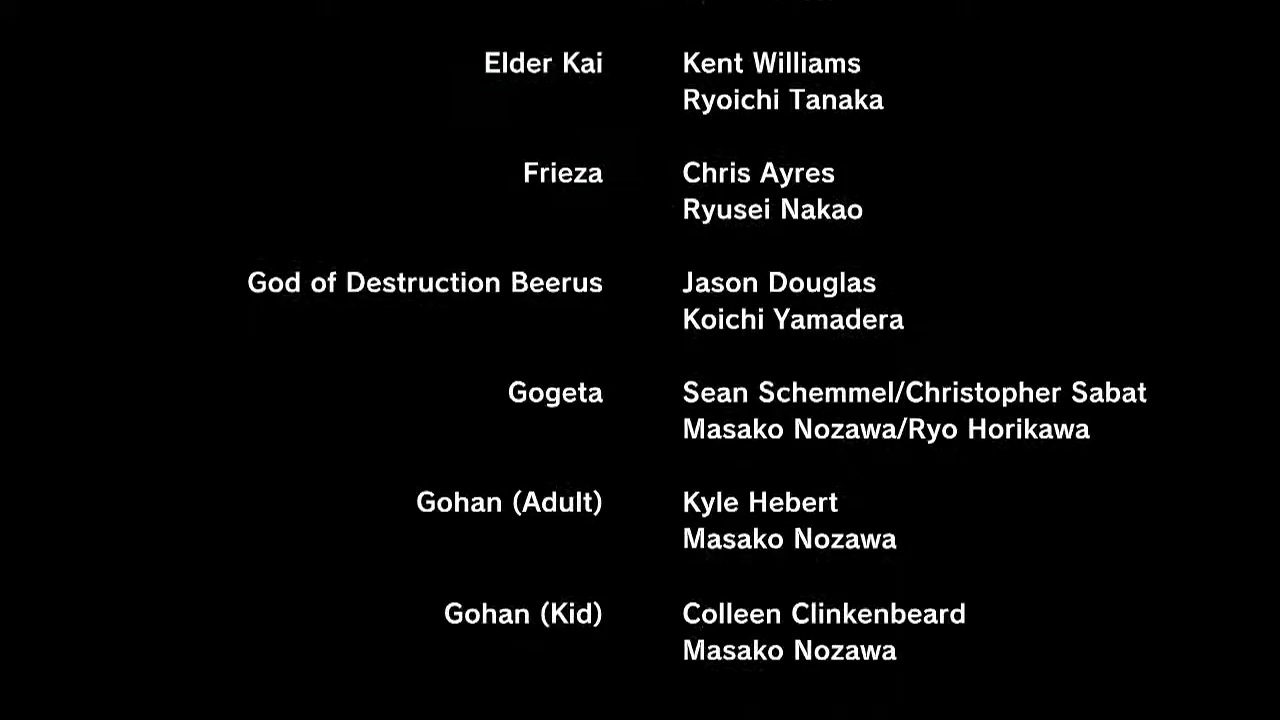 Elder Kai Kent Williams
Ryoichi Tanaka
Frieza Chris Ayres
Ryusei Nakao
God of Destruction Beerus Jason Douglas
Koichi Yamadera
Gogeta Sean Schemmel/Christopher Sabat
Masako Nozawa/Ryo Horikawa
Gohan (Adult) Kyle Hebert
Masako Nozawa
Gohan (Kid) Colleen Clinkenbeard
Masako Nozawa